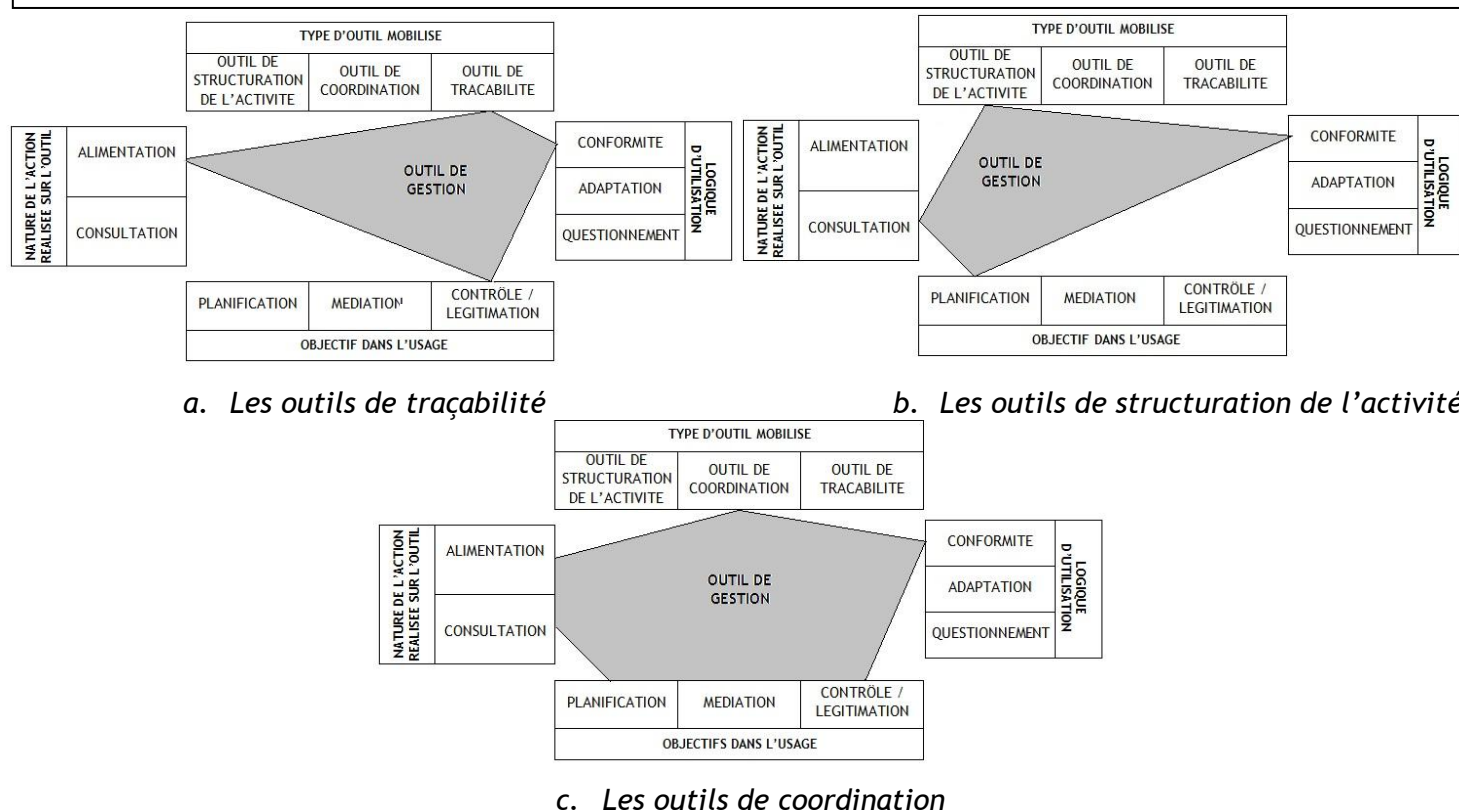 TYPE D'OUTIL MOBILISE
OUTIL DE
STRUCTURATION
DE L'ACTIVITE
OUTIL DE
COORDINATION
OUTIL DE
TRACABILITE
NATURE DE L'ACTION
REALISEE SUR L'OUTIL
ALIMENTATION
CONSULTATION
OUTIL DE
GESTION
CONFORMITE
ADAPTATION
QUESTIONNEMENT
LOGIQUE
D'UTILISATION
PLANIFICATION
MEDIATION
CONTRÖLE /
LEGITIMATION
OBJECTIF DANS L'USAGE
a. Les outils de traçabilité
TYPE D'OUTIL MOBILISE
OUTIL DE
STRUCTURATION
DE L'ACTIVITE
OUTIL DE
COORDINATION
OUTIL DE
TRACABILITE
NATURE DE L'ACTION
REALISEE SUR L'OUTIL
ALIMENTATION
CONSULTATION
OUTIL DE
GESTION
CONFORMITE
ADAPTATION
QUESTIONNEMENT
LOGIQUE
D'UTILISATION
PLANIFICATION
MEDIATION
CONTRÖLE /
LEGITIMATION
OBJECTIF DANS L'USAGE
b. Les outils de structuration de l'activité
TYPE D'OUTIL MOBILISE
OUTIL DE
STRUCTURATION
DE L'ACTIVITE
OUTIL DE
COORDINATION
OUTIL DE
TRACABILITE
NATURE DE L'ACTION
REALISEE SUR L'OUTIL
ALIMENTATION
CONSULTATION
OUTIL DE
GESTION
CONFORMITE
ADAPTATION
QUESTIONNEMENT
LOGIQUE
D'UTILISATION
PLANIFICATION
MEDIATION
CONTRÖLE /
LEGITIMATION
OBJECTIFS DANS L'USAGE
c. Les outils de coordination